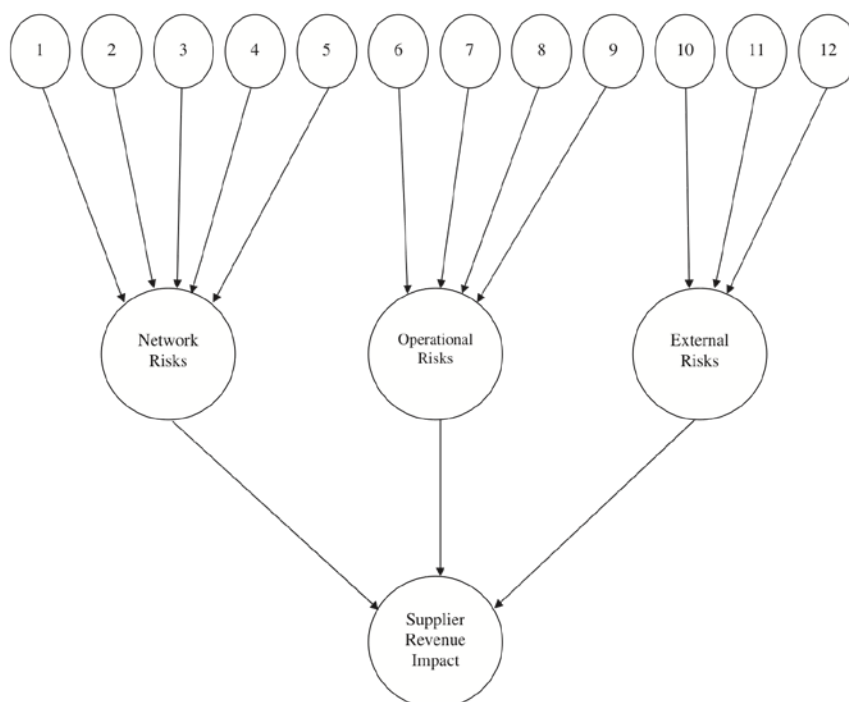 1 2 3 4 5 6 7 8 9 10 11 12
Network
Risks
Operational
Risks
External
Risks
Supplier
Revenue
Impact